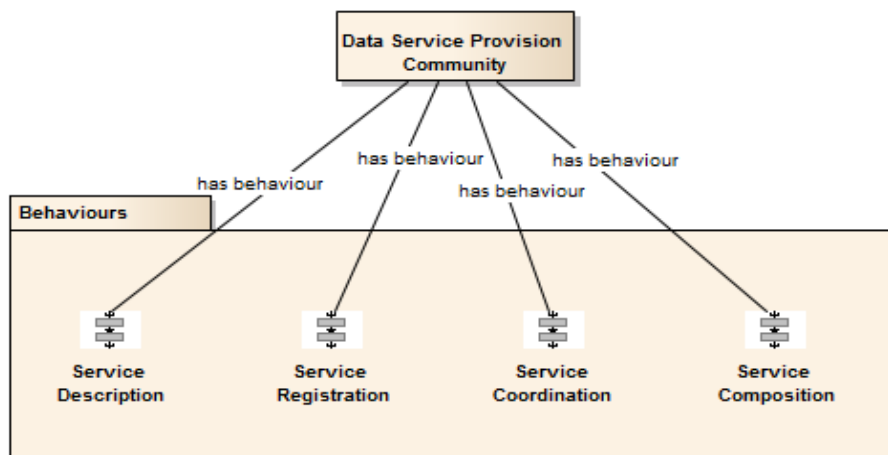 Data Service Provision
Community
has behaviour
has behaviour
has behaviour
has behaviour
Behaviours
Service
Description
Service
Registration
Service
Coordination
Service
Composition